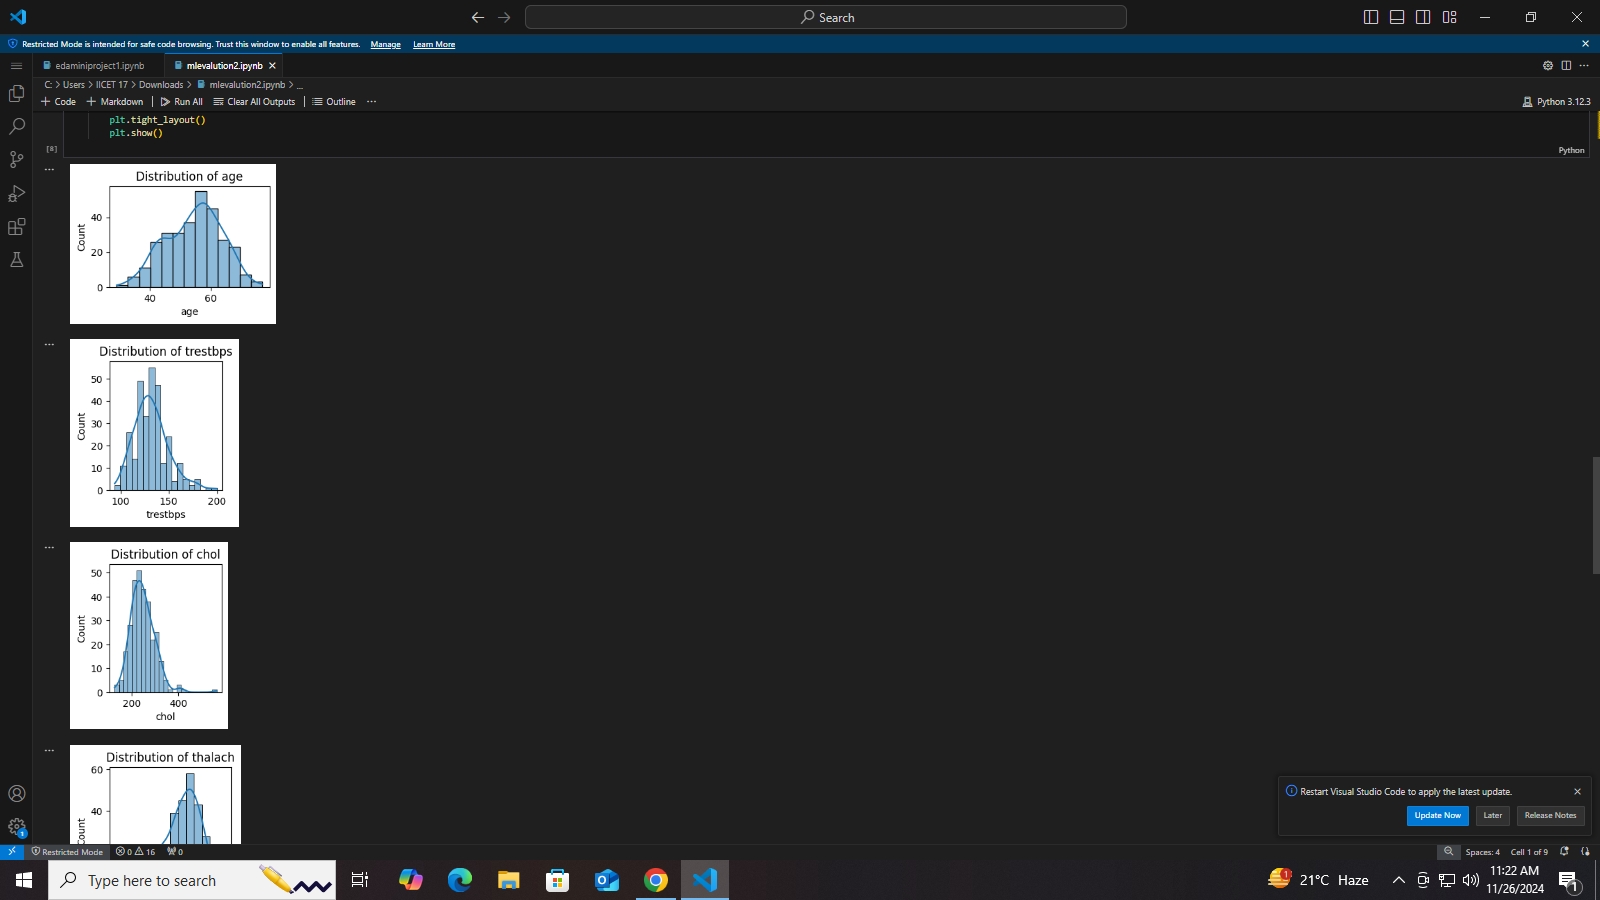 Search
Restricted Mode is intended for safe code browsing. Trust this window to enable all features. Manage Learn More
edaminiproject1.ipynb mlevalution2.ipynb
C: > Users > IICET 17 > Downloads > mlevalution2.ipynb > ...
+ Code + Markdown Run All Clear All Outputs Outline ... Python 3.12.3
plt.tight_layout()
plt.show()
[8]
Python
Distribution of age
40
20
0
Count
40 60
age
Distribution of trestbps
50
40
30
20
10
0
Count
100 150 200
trestbps
Distribution of chol
50
40
30
20
10
0
Count
200 400
chol
Distribution of thalach
60
40
Count
Restart Visual Studio Code to apply the latest update.
Update Now Later Release Notes
1
Restricted Mode 0 16 0 Spaces: 4 Cell 1 of 9
Type here to search 1 21°C Haze 11:22 AM
11/26/2024
1